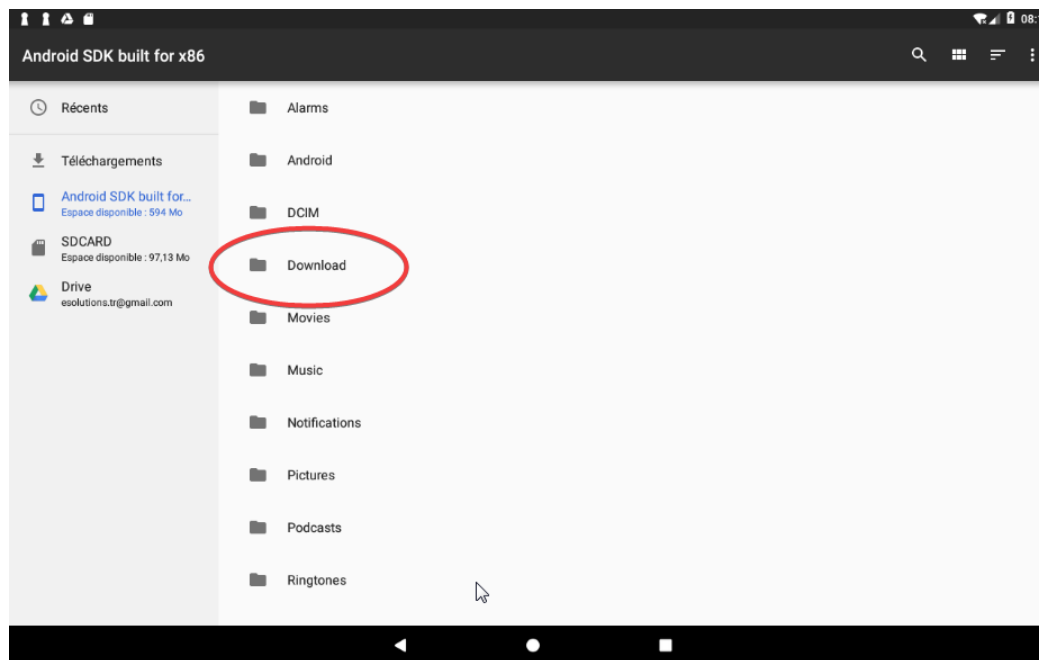 08:
Android SDK built for x86
Récents
Téléchargements
Android SDK built for...
Espace disponible : 594 Mo
SDCARD
Espace disponible : 97,13 Mo
Drive
esolutions.tr@gmail.com
Alarms
Android
DCIM
Download
Movies
Music
Notifications
Pictures
Podcasts
Ringtones